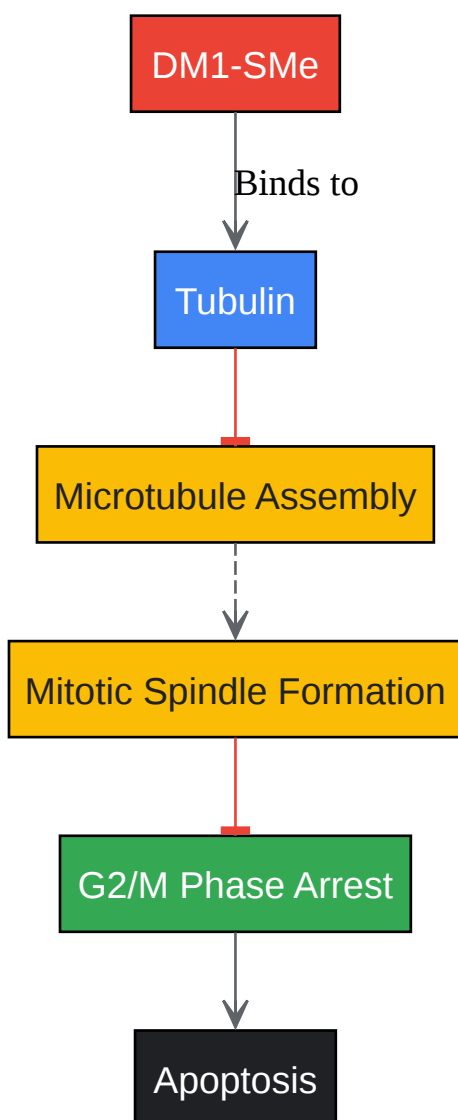 DM1-SMe
Binds to
Tubulin
Microtubule Assembly
Mitotic Spindle Formation
G2/M Phase Arrest
Apoptosis